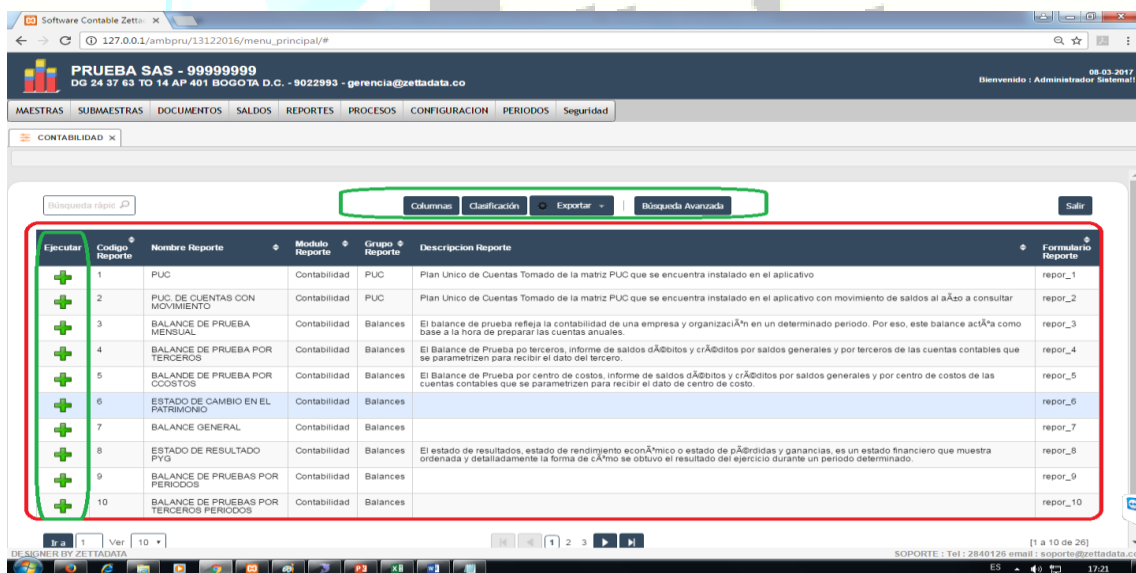 Software Contable Zetta
127.0.0.1/ambpru/13122016/menu_principal/#
PRUEBA SAS - 99999999
DG 24 37 63 TO 14 AP 401 BOGOTA D.C. - 9022993 - gerencia@zettadata.co
08-03-2017
Bienvenido : Administrador Sistema!!
MAESTRAS SUBMAESTRAS DOCUMENTOS SALDOS REPORTES PROCESOS CONFIGURACION PERIODOS Seguridad
CONTABILIDAD ×
Búsqueda rápic Columnas Clasificación Exportar Búsqueda Avanzada Salir
Ejecutar Codigo Reporte Nombre Reporte Modulo Reporte Grupo Reporte Descripcion Reporte Formulario Reporte
1 PUC Contabilidad PUC Plan Unico de Cuentas Tomado de la matriz PUC que se encuentra instalado en el aplicativo repor_1
2 PUC. DE CUENTAS CON MOVIMIENTO Contabilidad PUC Plan Unico de Cuentas Tomado de la matriz PUC que se encuentra instalado en el aplicativo con movimiento de saldos al aÃ±o a consultar repor_2
3 BALANCE DE PRUEBA MENSUAL Contabilidad Balances El balance de prueba refleja la contabilidad de una empresa y organizaciÃªn en un determinado periodo. Por eso, este balance actÃªa como base a la hora de preparar las cuentas anuales. repor_3
4 BALANCE DE PRUEBA POR TERCEROS Contabilidad Balances El Balance de Prueba po terceros, informe de saldos dÃ©bitos y crÃ©ditos por saldos generales y por terceros de las cuentas contables que se parametrizen para recibir el dato del tercero. repor_4
5 BALANDE DE PRUEBA POR CCOSTOS Contabilidad Balances El Balance de Prueba por centro de costos, informe de saldos dÃ©bitos y crÃ©ditos por saldos generales y por centro de costos de las cuentas contables que se parametrizen para recibir el dato de centro de costo. repor_5
6 ESTADO DE CAMBIO EN EL PATRIMONIO Contabilidad Balances repor_6
7 BALANCE GENERAL Contabilidad Balances repor_7
8 ESTADO DE RESULTADO PYG Contabilidad Balances El estado de resultados, estado de rendimiento econÃªmico o estado de pÃ©rdidas y ganancias, es un estado financiero que muestra ordenada y detalladamente la forma de cÃªmo se obtuvo el resultado del ejercicio durante un periodo determinado. repor_8
9 BALANCE DE PRUEBAS POR PERIODOS Contabilidad Balances repor_9
10 BALANCE DE PRUEBAS POR TERCEROS PERIODOS Contabilidad Balances repor_10
Ir a 1 Ver 10 1 2 3 [1 a 10 de 26]
DESIGNER BY ZETTADATA SOPORTE : Tel : 2840126 email : soporte@zettadata.co
ES 17:21